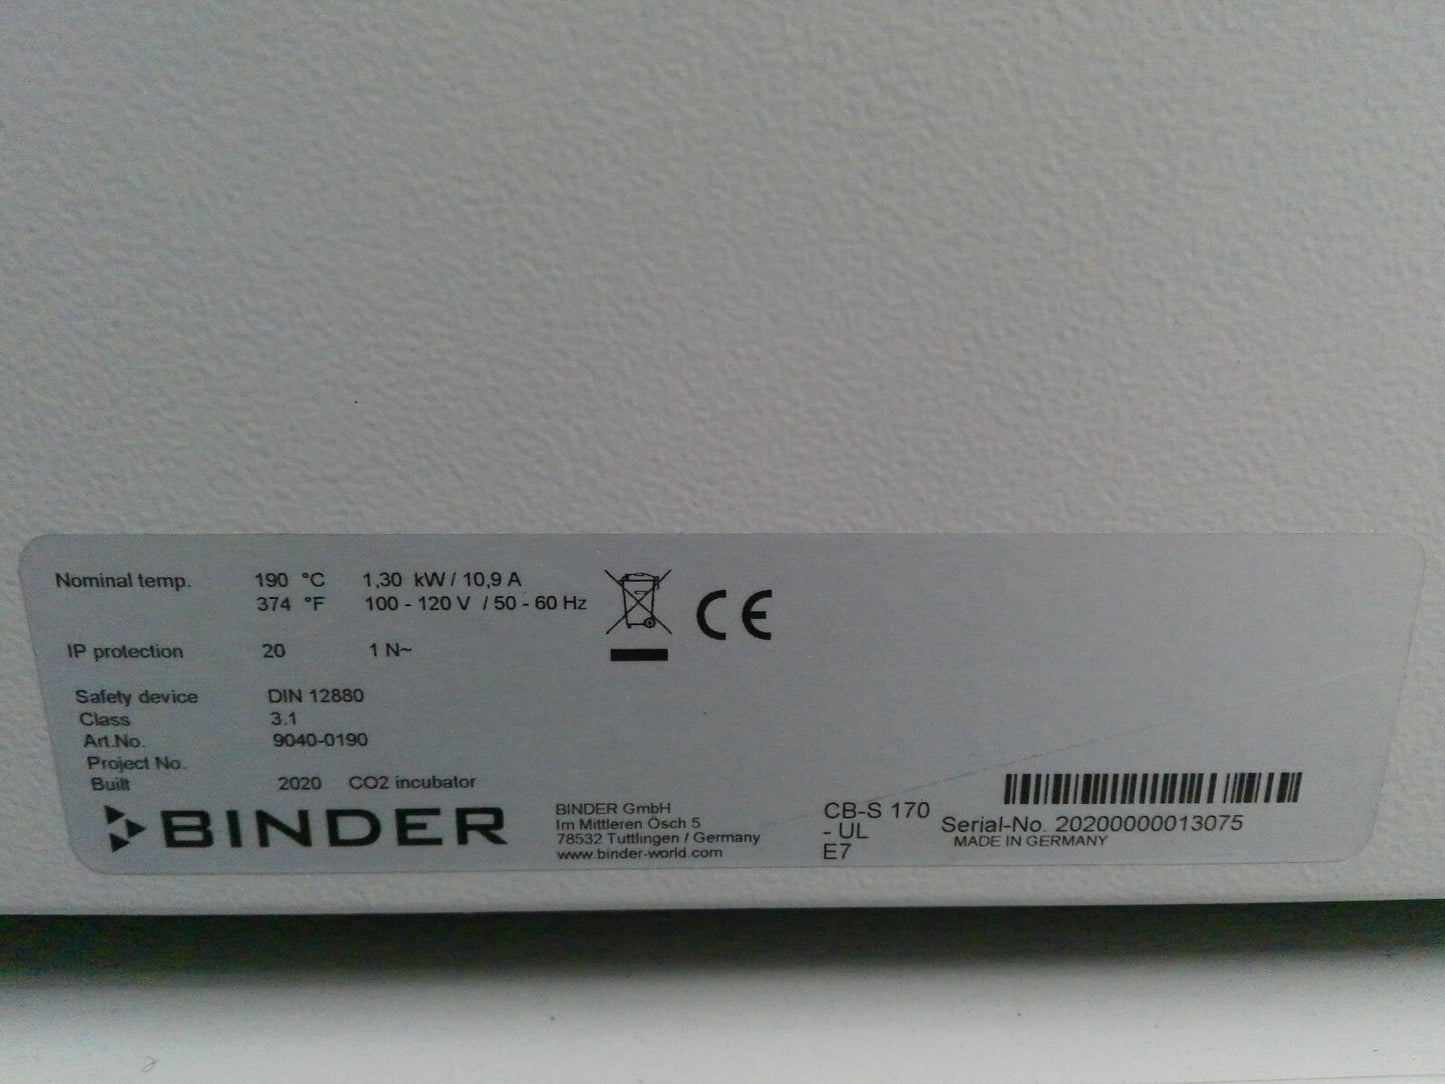 Nominal temp. 190 °C 1,30 kW / 10,9 A
374 °F 100 - 120 V / 50 - 60 Hz
IP protection 20 1 N~
CE
Safety device DIN 12880
Class 3.1
Art.No. 9040-0190
Project No.
Built 2020 CO2 incubator
BINDER
BINDER GmbH
Im Mittleren Ösch 5
78532 Tuttlingen / Germany
www.binder-world.com
CB-S 170
- UL
E7
Serial-No. 20200000013075
MADE IN GERMANY